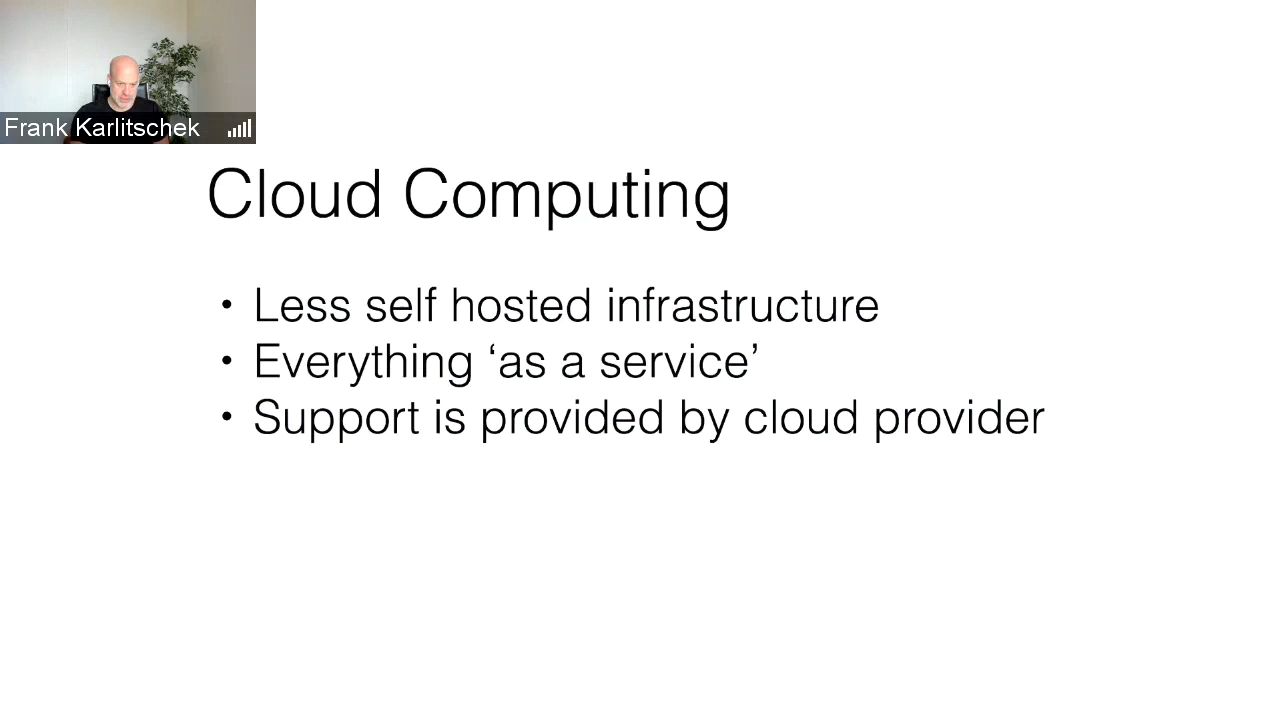 Frank Karlitschek
Cloud Computing
• Less self hosted infrastructure
• Everything ‘as a service’
• Support is provided by cloud provider